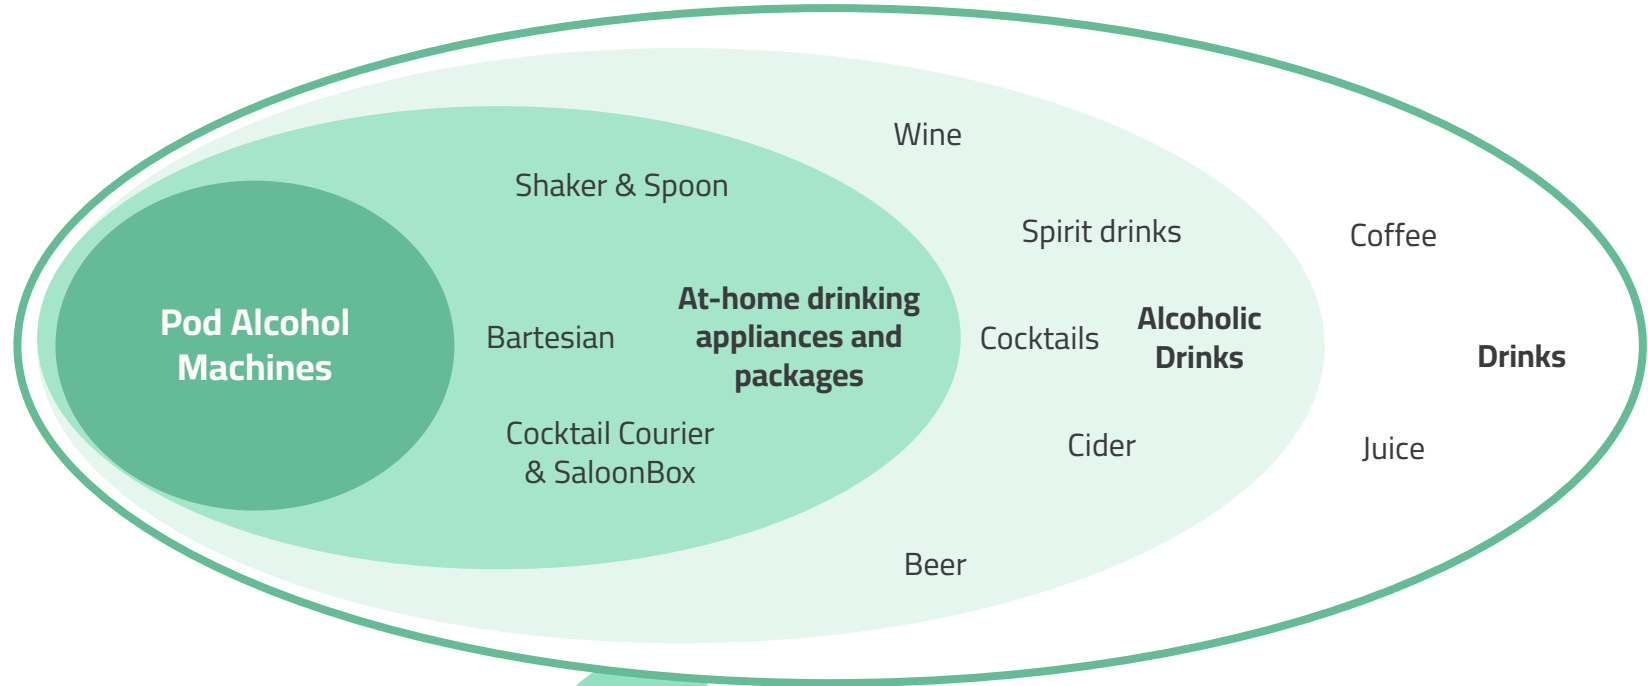 Wine
Shaker & Spoon
Spirit drinks
Coffee
Pod Alcohol
Machines
Bartesian
At-home drinking
appliances and
packages
Cocktails
Alcoholic
Drinks
Drinks
Cocktail Courier
& SaloonBox
Cider
Juice
Beer